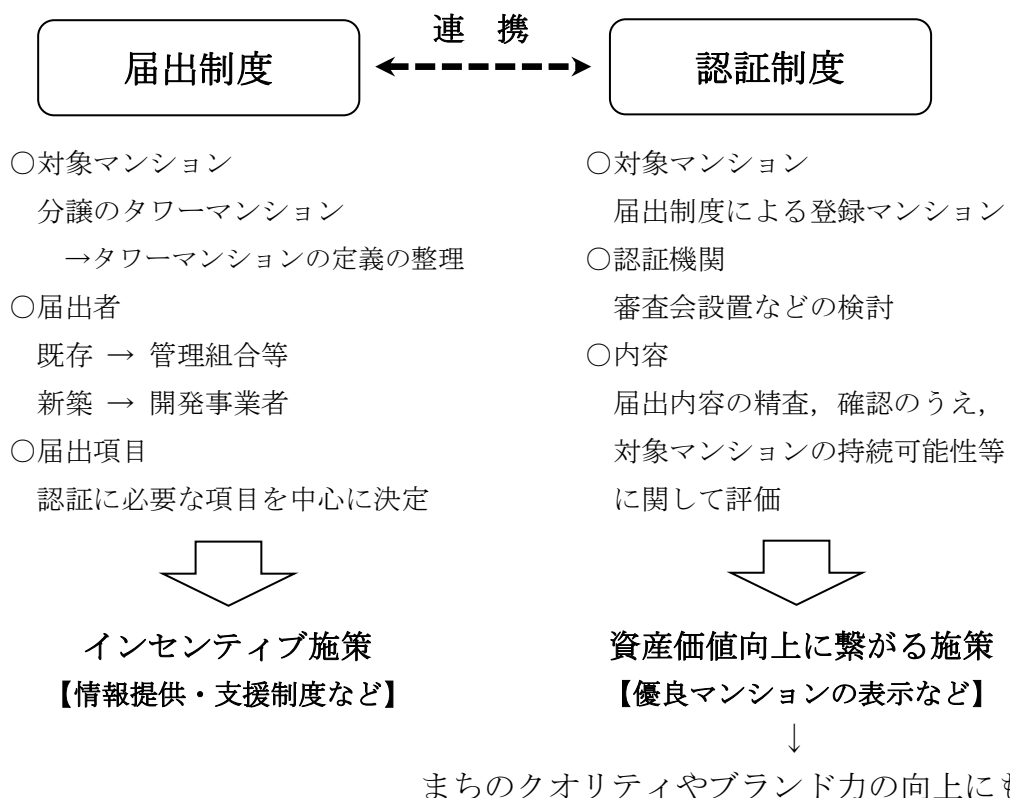 連 携
届出制度
認証制度
○対象マンション
分譲のタワーマンション
→タワーマンションの定義の整理
○届出者
既存 → 管理組合等
新築 → 開発事業者
○届出項目
認証に必要な項目を中心に決定
インセンティブ施策
【情報提供・支援制度など】
○対象マンション
届出制度による登録マンション
○認証機関
審査会設置などの検討
○内容
届出内容の精査，確認のうえ，
対象マンションの持続可能性等
に関して評価
資産価値向上に繋がる施策
【優良マンションの表示など】
↓
まちのクオリティやブランド力の向上にも